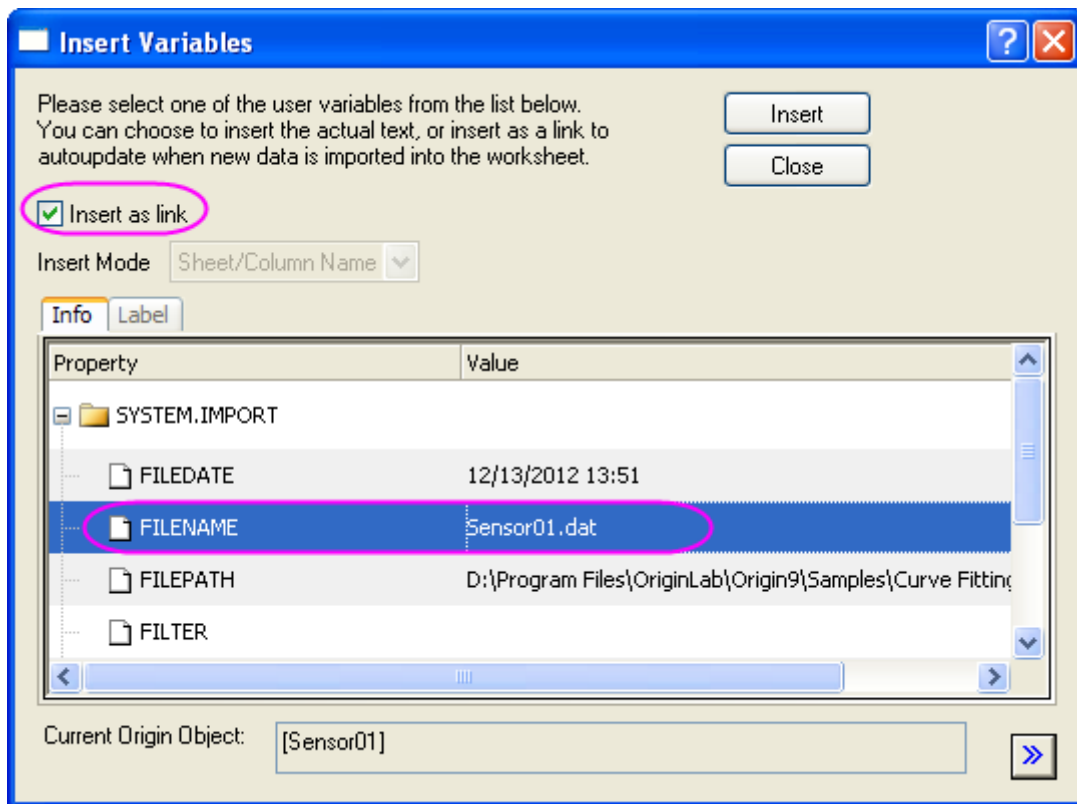 Insert Variables
Please select one of the user variables from the list below.
You can choose to insert the actual text, or insert as a link to
autoupdate when new data is imported into the worksheet.
Insert
Close
Insert as link
Insert Mode Sheet/Column Name
Info Label
Property Value
SYSTEM.IMPORT
FILEDATE 12/13/2012 13:51
FILENAME Sensor01.dat
FILEPATH D:\Program Files\OriginLab\Origin9\Samples\Curve Fitting
FILTER
Current Origin Object: [Sensor01]